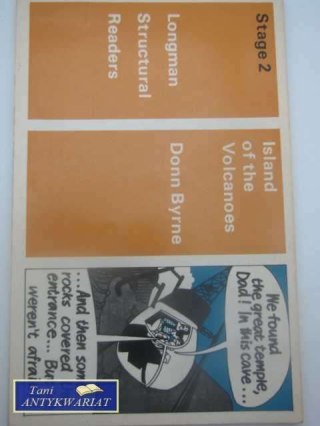 Stage 2
Longman
Structural
Readers
Island
of the
Volcanoes
Donn Byrne
We found
the great temple,
Dad! In this cave...
...And then som
rocks covered
entrance... Bu
weren't afrai
Tani
ANTYKWARIAT